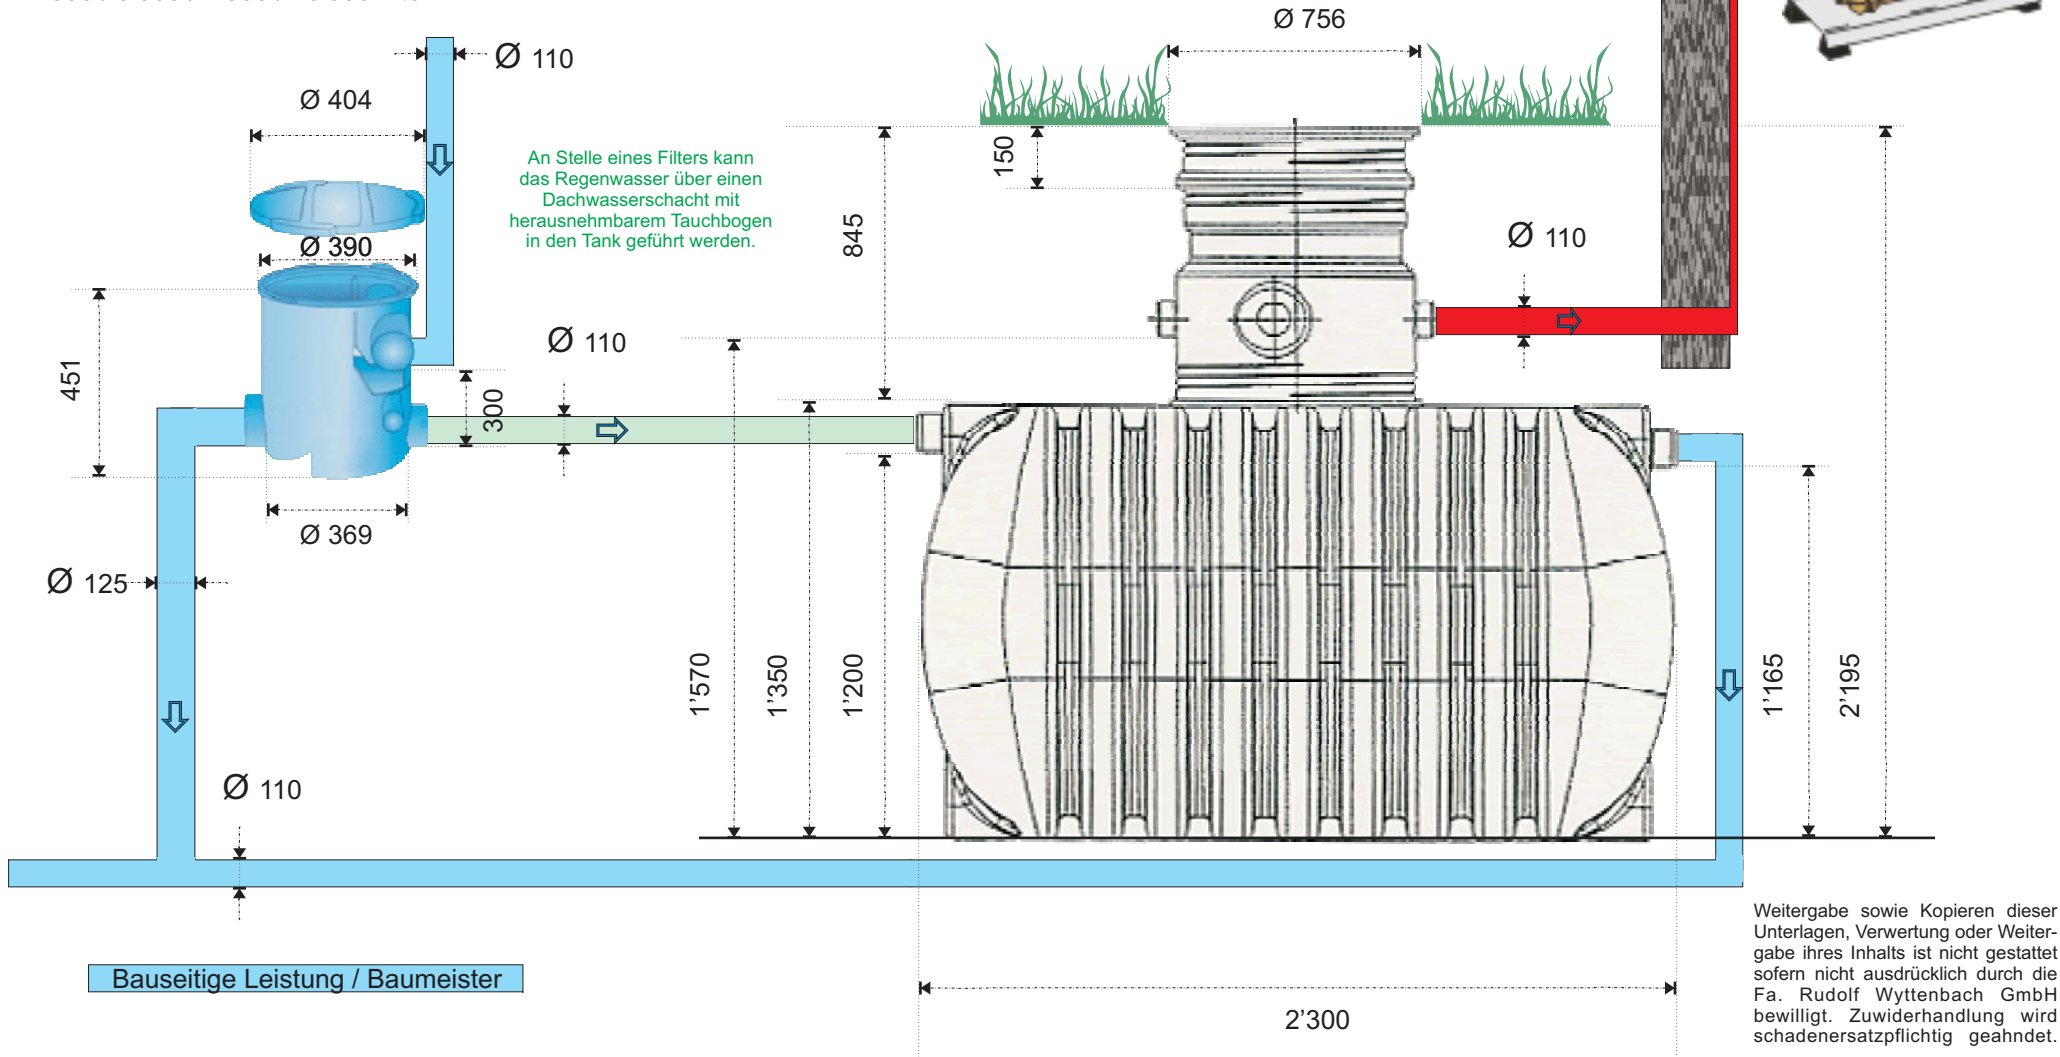 Ø 756
Ø 110
Ø 404
An Stelle eines Filters kann
das Regenwasser über einen
Dachwasserschacht mit
herausnehmbarem Tauchbogen
in den Tank geführt werden.
150
845
Ø 110
Ø 390
451
Ø 110
300
Ø 369
Ø 125
1’570
1’350
1’200
1’165
2’195
Ø 110
Bauseitige Leistung / Baumeister
2’300
Weitergabe sowie Kopieren dieser
Unterlagen, Verwertung oder Weiter-
gabe ihres Inhalts ist nicht gestattet
sofern nicht ausdrücklich durch die
Fa. Rudolf Wyttenbach GmbH
bewilligt. Zuwiderhandlung wird
schadenersatzpflichtig geahndet.